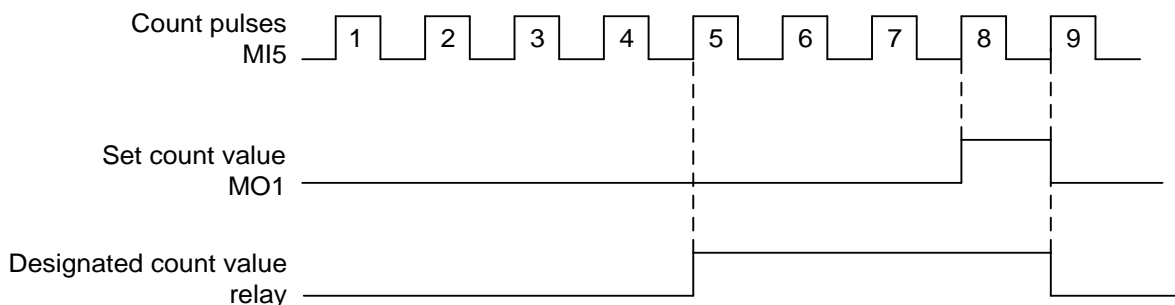 Count pulses
MI5
1 2 3 4 5 6 7 8 9
Set count value
MO1
Designated count value
relay